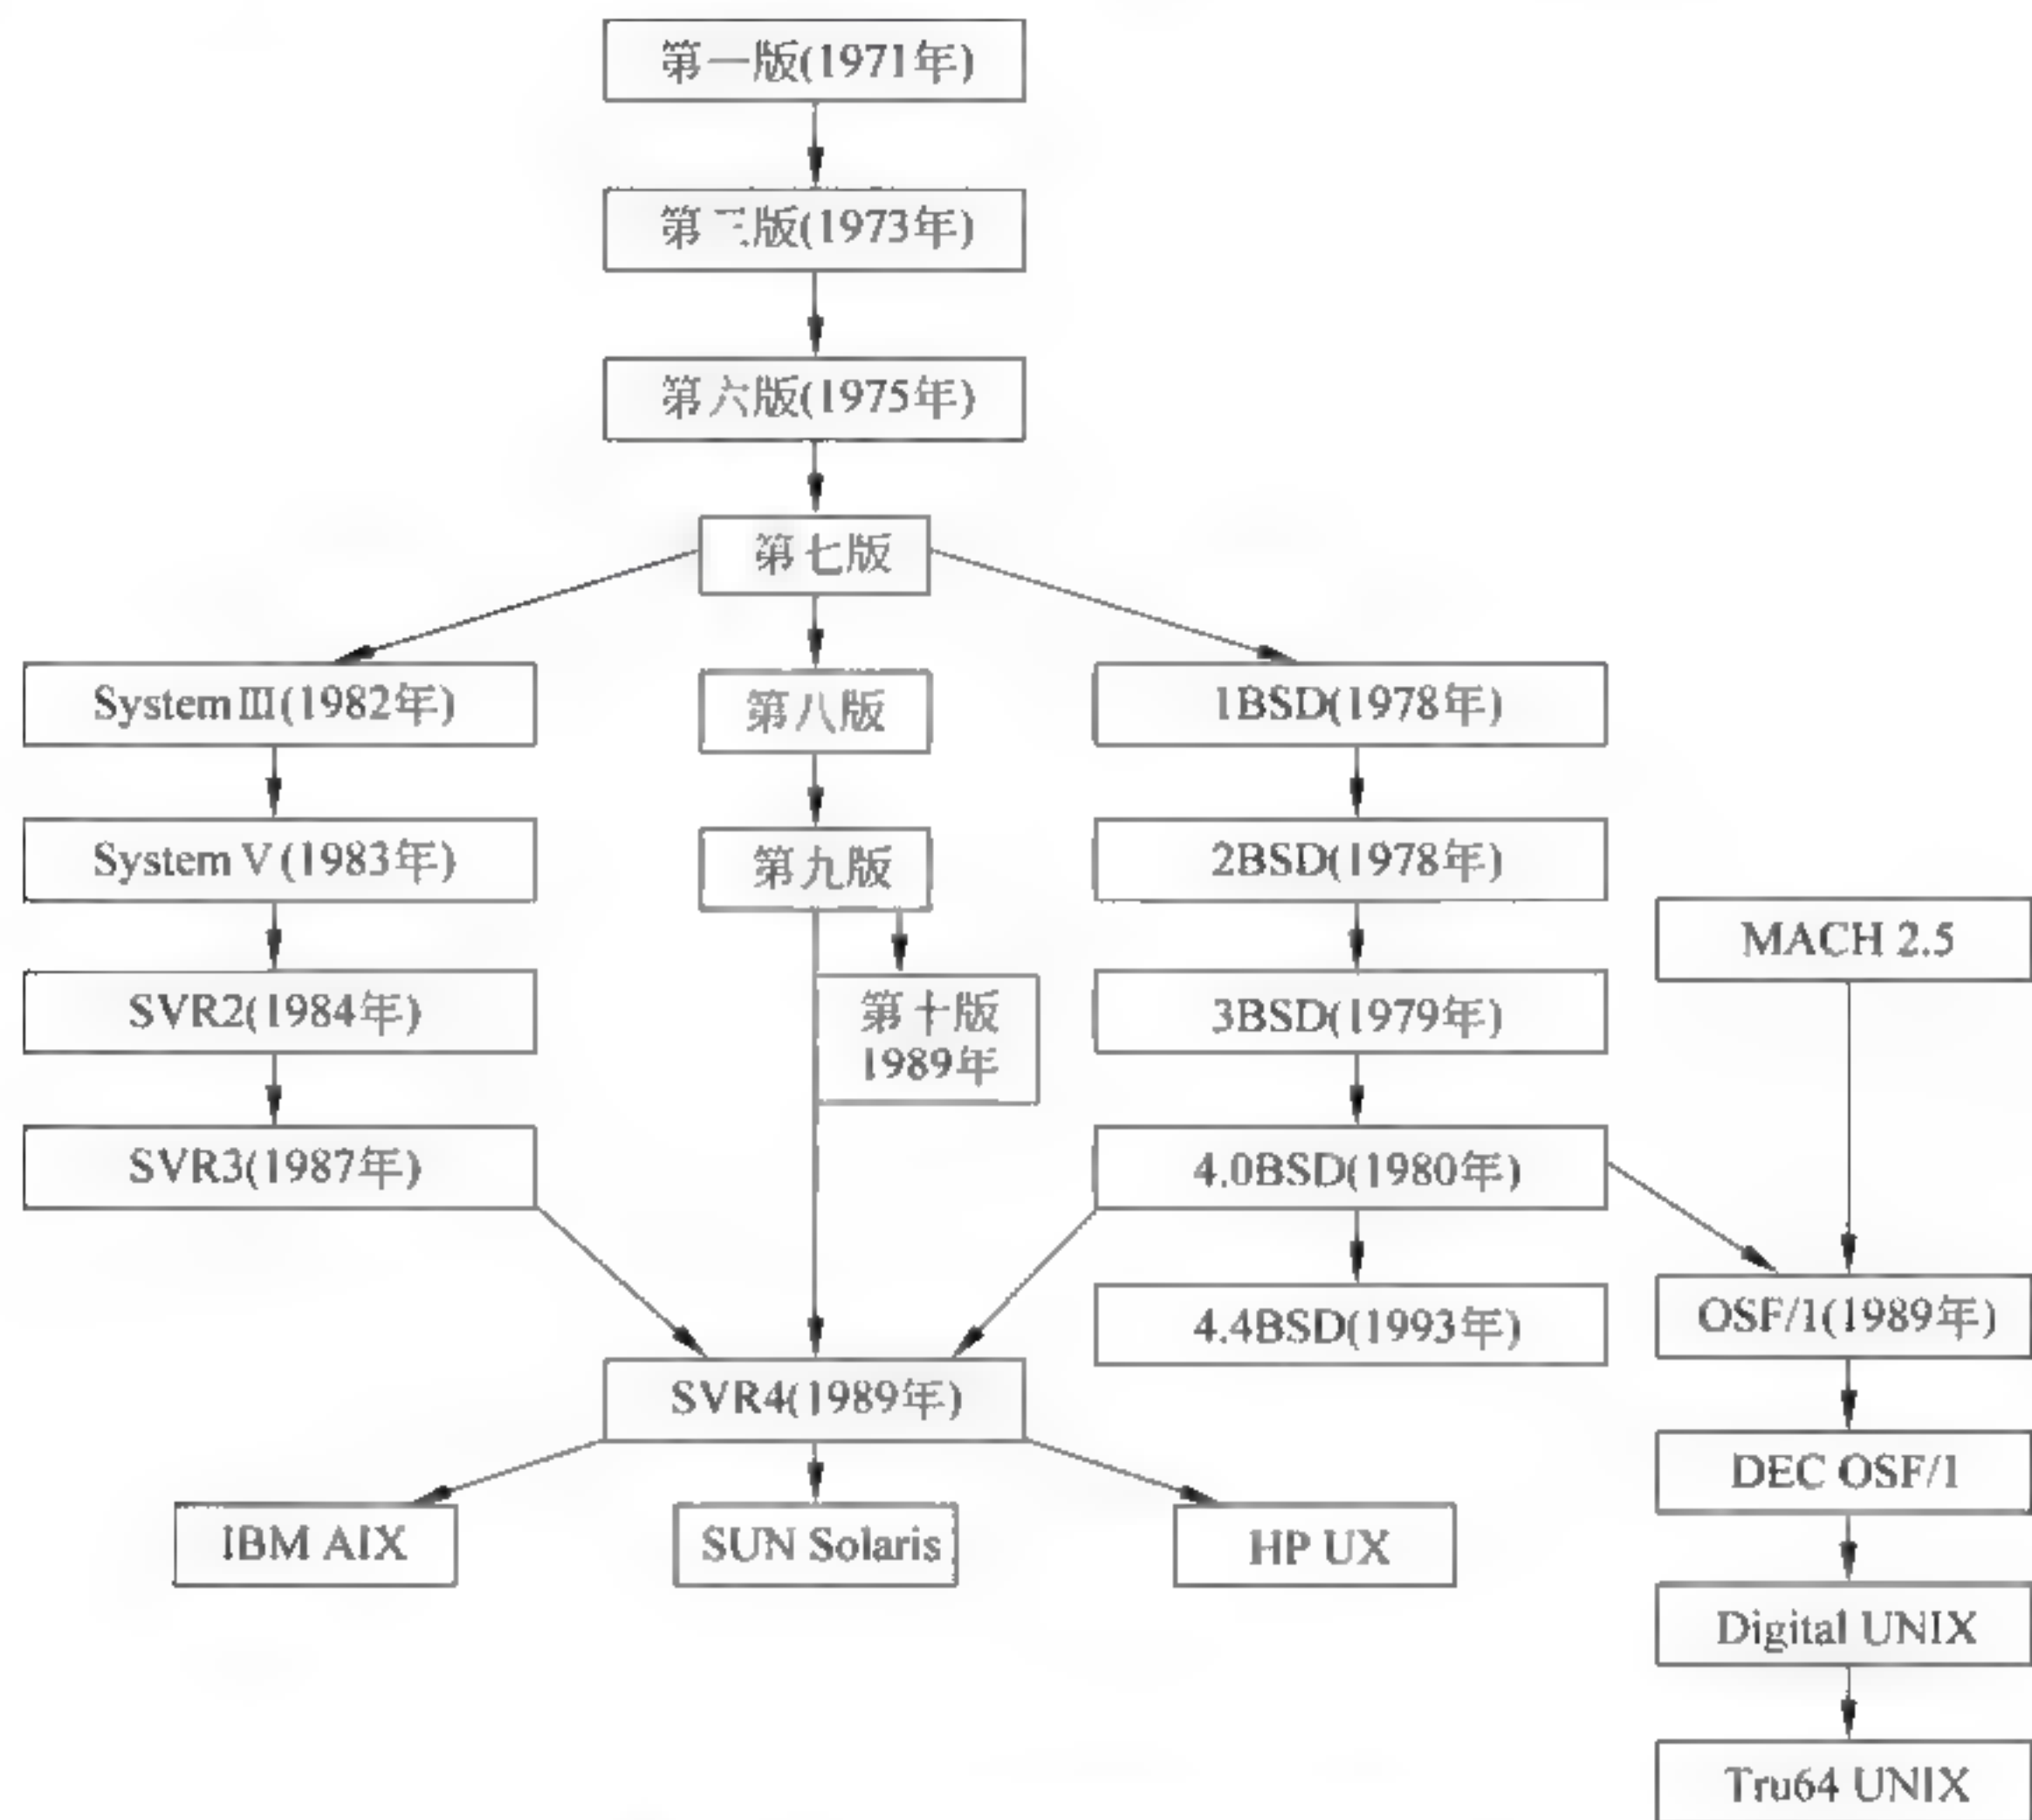 第一版(1971年)
第三版(1973年)
第六版(1975年)
第七版
SystemⅢ(1982年)
第八版
1BSD(1978年)
SystemⅤ(1983年)
第九版
2BSD(1978年)
MACH 2.5
SVR2(1984年)
第十版
1989年
3BSD(1979年)
SVR3(1987年)
4.0BSD(1980年)
4.4BSD(1993年)
OSF/1(1989年)
SVR4(1989年)
DEC OSF/1
IBM AIX
SUN Solaris
HP UX
Digital UNIX
Tru64 UNIX